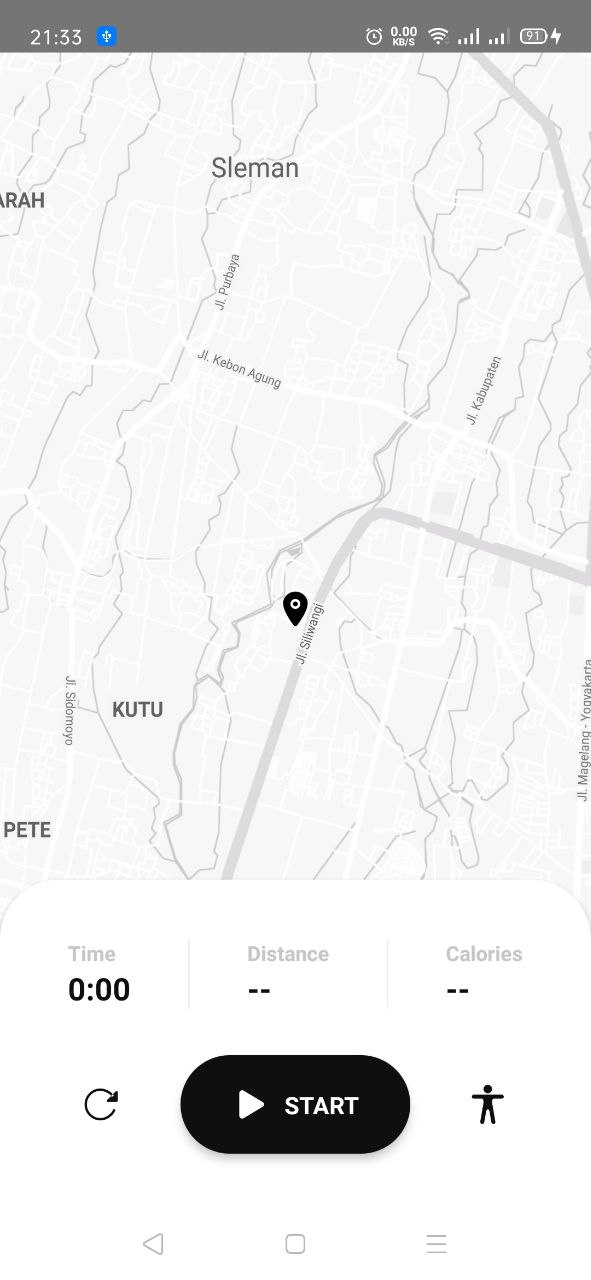 21:33
0.00
KB/S
91
Sleman
ARAH
Jl. Purbaya
Jl. Kebon Agung
Jl. Kabupaten
Jl. Siliwangi
Jl. Sidomoyo
KUTU
Jl. Magelang - Yogyakarta
PETE
Time
Distance
Calories
0:00
--
--
START